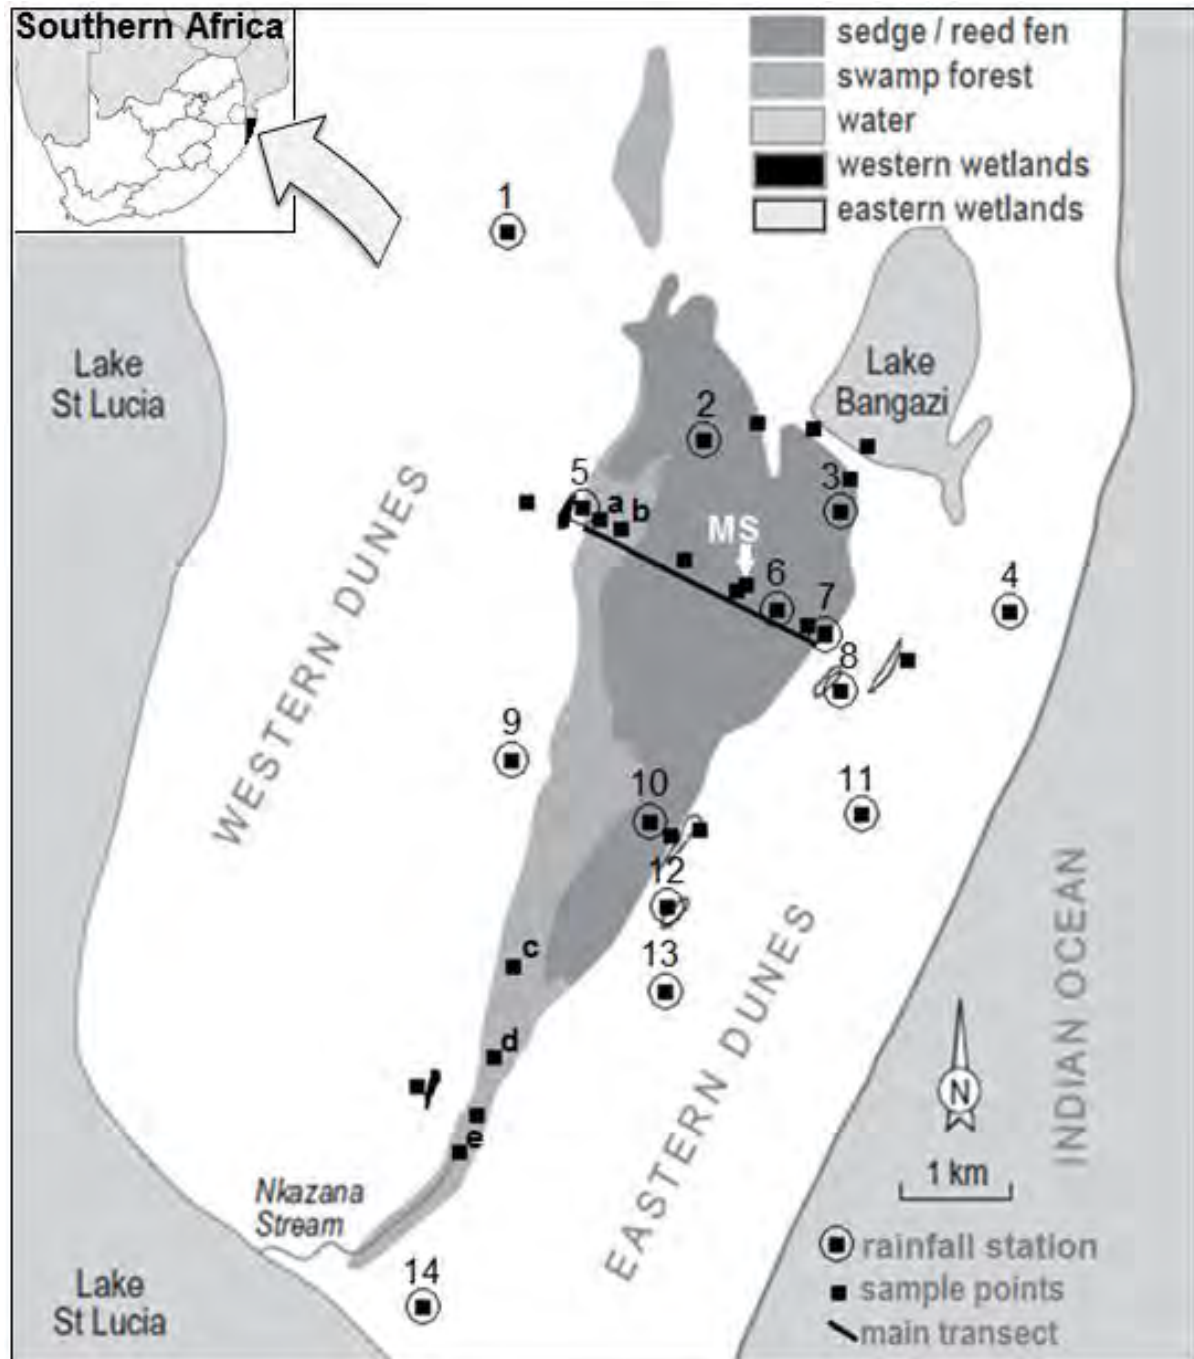 Southern Africa
sedge / reed fen
swamp forest
water
western wetlands
eastern wetlands
1
Lake
St Lucia
Lake
Bangazi
2
3
5
a
b
MS
4
6
7
8
WESTERN DUNES
9
10
11
12
13
c
d
e
EASTERN DUNES
INDIAN OCEAN
N
1 km
Nkazana
Stream
14
Lake
St Lucia
rainfall station
sample points
main transect